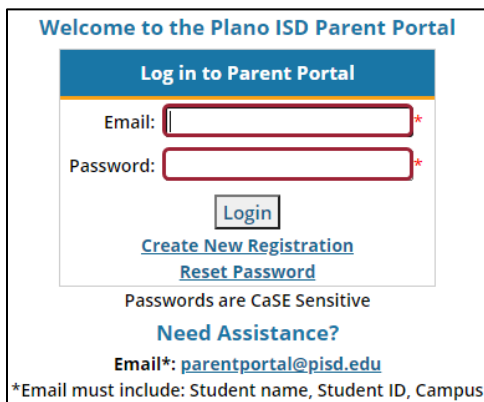 Welcome to the Plano ISD Parent Portal
Log in to Parent Portal
Email: *
Password: *
Login
Create New Registration
Reset Password
Passwords are CaSE Sensitive
Need Assistance?
Email*: parentportal@pisd.edu
*Email must include: Student name, Student ID, Campus